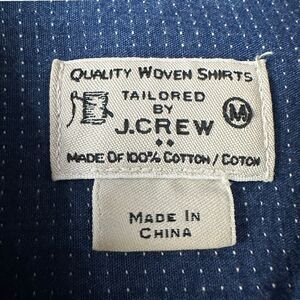 QUALITY WOVEN SHIRTS
TAILORED
BY
M
J.CREW
MADE OF 100% COTTON / COTON
MADE IN
CHINA